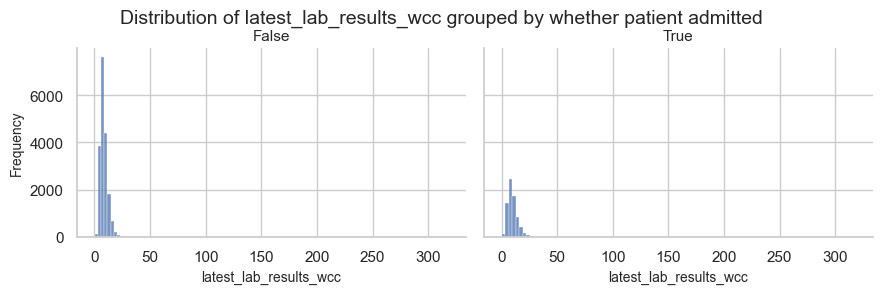 Distribution of latest_lab_results_wcc grouped by whether patient admitted
False
True
Frequency
6000
4000
2000
0
0 50 100 150 200 250 300
0 50 100 150 200 250 300
latest_lab_results_wcc
latest_lab_results_wcc